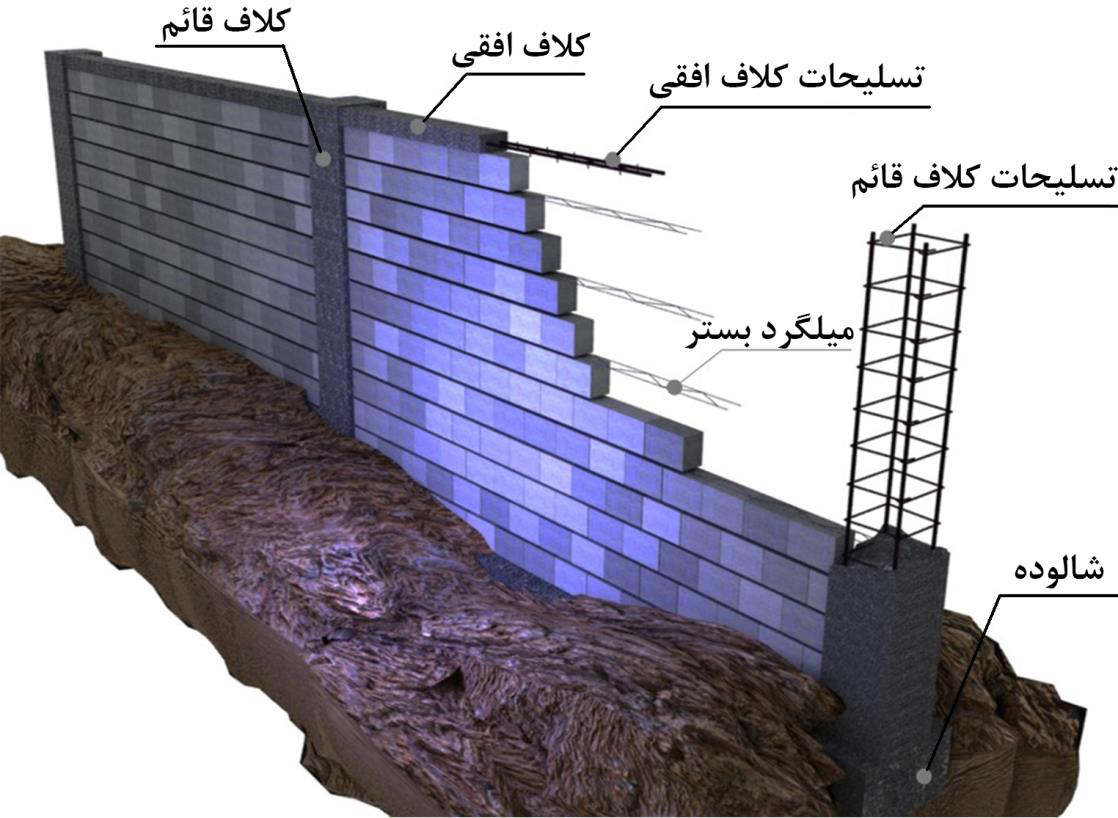 کلاف قائم
کلاف افقی
تسلیحات کلاف افقی
تسلیحات کلاف قائم
میلگرد بستر
شالوده